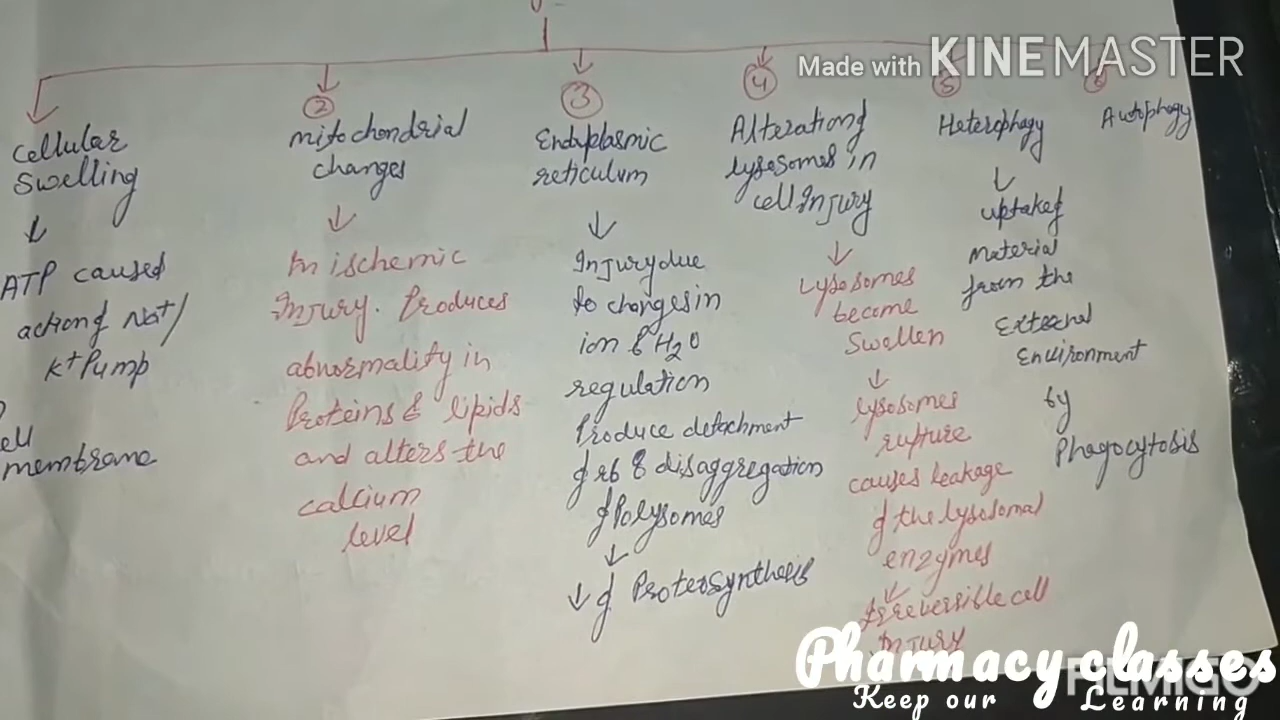 Made with KINEMASTER
2
3
4
5
6
Cellular
Swelling
ATP caused
action of Na+/
K+ Pump
cell
membrane
mitochondrial
changes
In ischemic
Injury. Produces
abnormality in
Proteins & lipids
and alters the
calcium
level
Endoplasmic
reticulum
Injury due
to changes in
ion & H2O
regulation
Produce detachment
of rb & disaggregation
of Polysomes
↓ of Protein synthesis
Alteration of
lysosomes in
cell Injury
Lysosomes
become
Swollen
lysosomes
rupture
causes leakage
of the lysosomal
enzymes
Irreversible cell
Injury
Heterophagy
uptake of
Material
from the
External
Environment
by
Phagocytosis
Autophagy
Pharmacy classes
Keep our Learning
FILMIGO